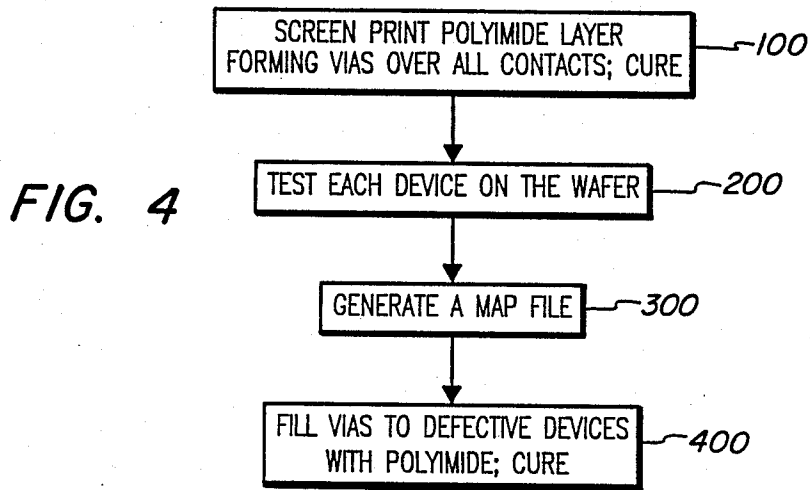 SCREEN PRINT POLYIMIDE LAYER
FORMING VIAS OVER ALL CONTACTS; CURE
100
TEST EACH DEVICE ON THE WAFER
200
FIG. 4
GENERATE A MAP FILE
300
FILL VIAS TO DEFECTIVE DEVICES
WITH POLYIMIDE; CURE
400